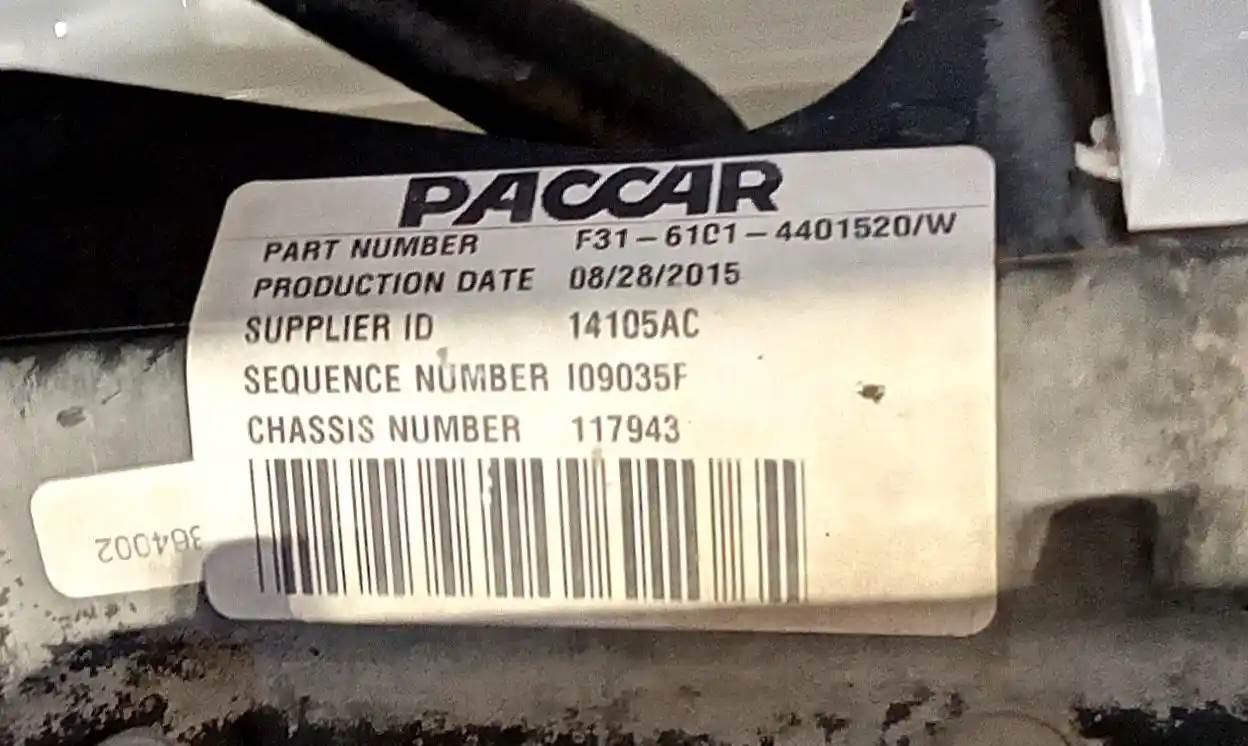 PACCAR
PART NUMBER F31-6101-4401520/W
PRODUCTION DATE 08/28/2015
SUPPLIER ID 14105AC
SEQUENCE NUMBER I09035F
CHASSIS NUMBER 117943
364002